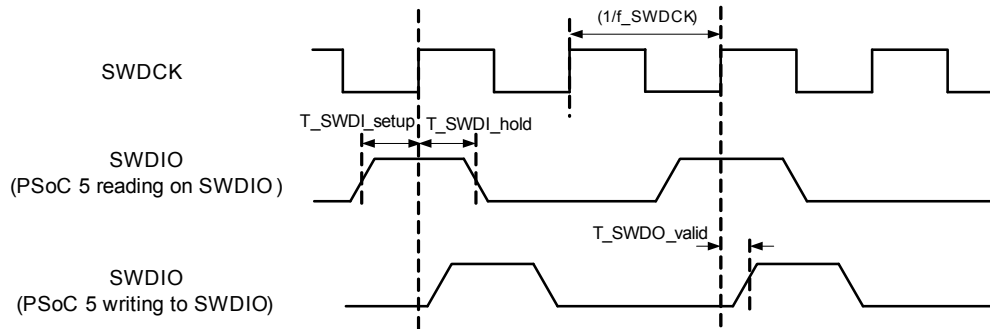 (1/f_SWDCK)
SWDCK
T_SWDI_setup T_SWDI_hold
SWDIO
(PSoC 5 reading on SWDIO)
T_SWDO_valid
SWDIO
(PSoC 5 writing to SWDIO)